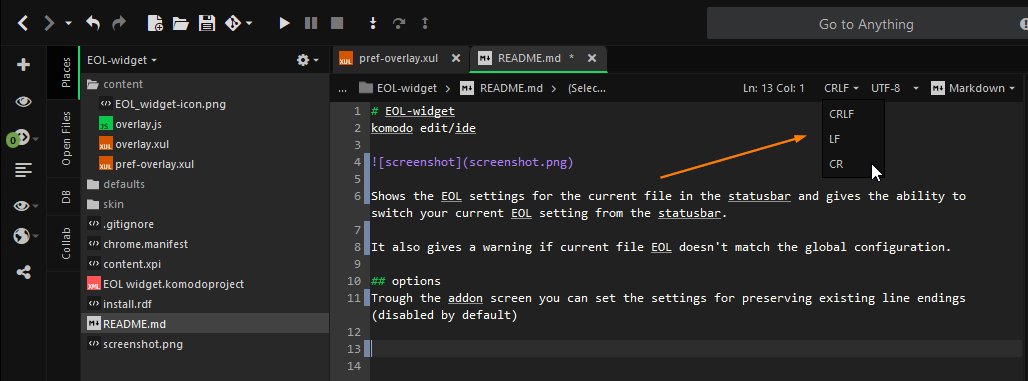 Go to Anything
Places
Open Files
DB
Collab
0
EOL-widget
content
EOL_widget-icon.png
JS overlay.js
XUL overlay.xul
XUL pref-overlay.xul
defaults
skin
.gitignore
chrome.manifest
content.xpi
XML EOL widget.komodoproject
install.rdf
M README.md
screenshot.png
XUL pref-overlay.xul
M README.md *
... EOL-widget > M README.md > (Selec... Ln: 13 Col: 1 CRLF UTF-8 M Markdown
CRLF
LF
CR
1 # EOL-widget
2 komodo edit/ide
3
4 ![screenshot](screenshot.png)
5
6 Shows the EOL settings for the current file in the statusbar and gives the ability to
switch your current EOL setting from the statusbar.
7
8 It also gives a warning if current file EOL doesn't match the global configuration.
9
10 ## options
11 Trough the addon screen you can set the settings for preserving existing line endings
(disabled by default)
12
13
14